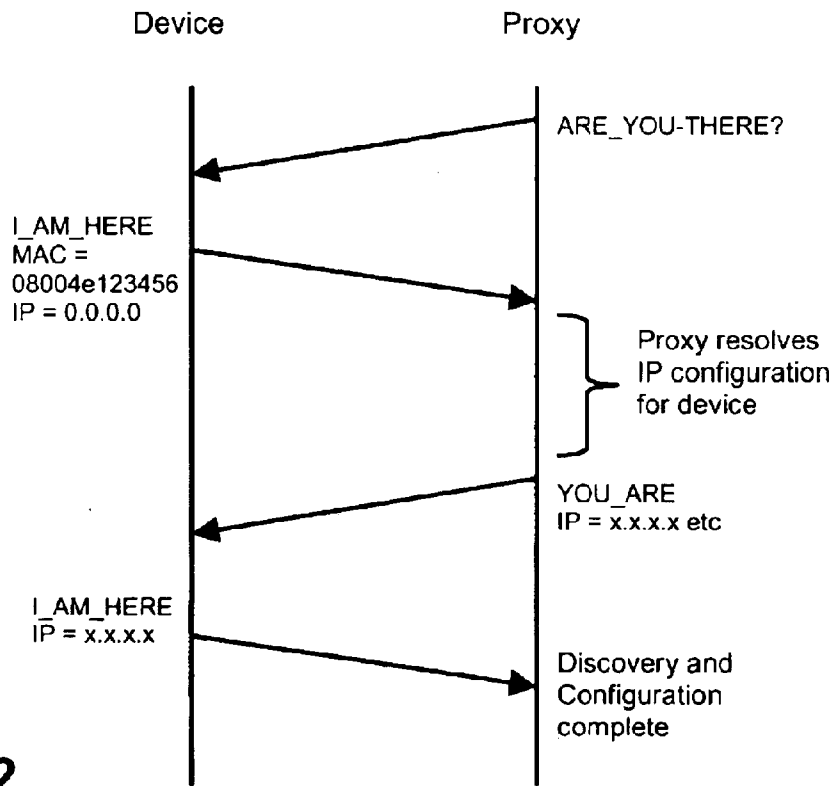 Device
Proxy
ARE_YOU-THERE?
I_AM_HERE
MAC =
08004e123456
IP = 0.0.0.0
Proxy resolves
IP configuration
for device
YOU_ARE
IP = x.x.x.x etc
I_AM_HERE
IP = x.x.x.x
Discovery and
Configuration
complete